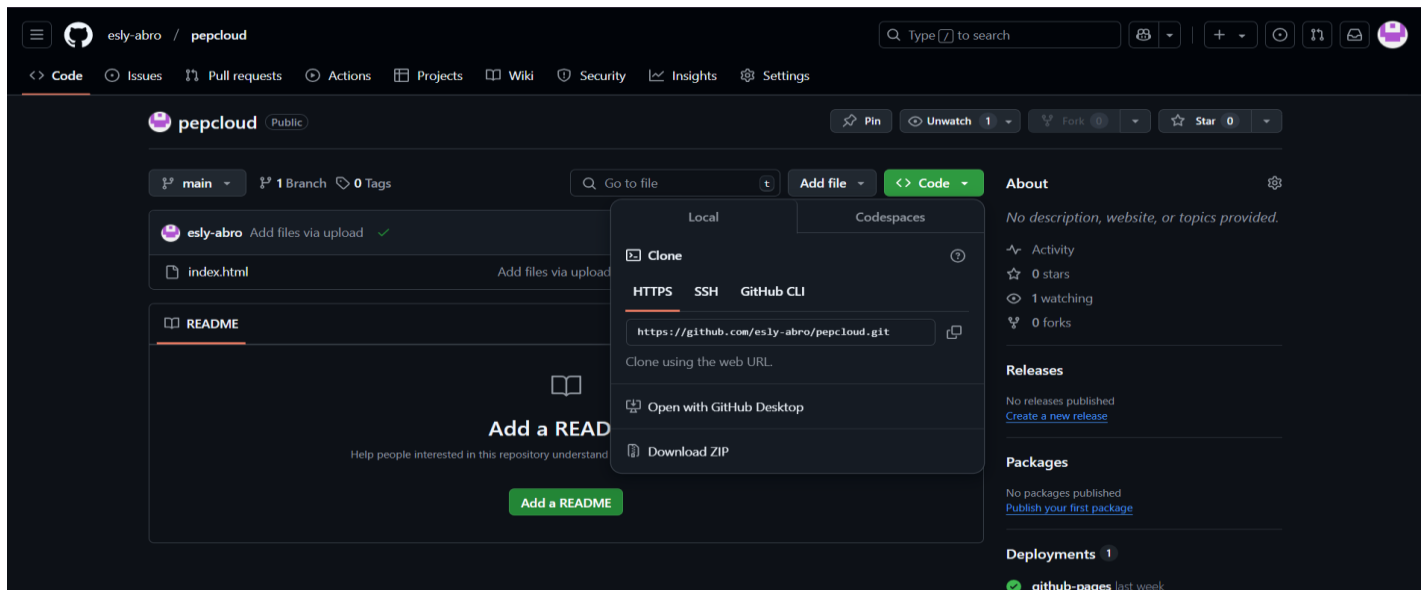 esly-abro / pepcloud
Type / to search
Code Issues Pull requests Actions Projects Wiki Security Insights Settings
pepcloud Public
Pin Unwatch 1 Fork 0 Star 0
main 1 Branch 0 Tags
Go to file t Add file Code
esly-abro Add files via upload
index.html Add files via upload
README
Add a READ
Help people interested in this repository understand
Add a README
Local Codespaces
Clone
HTTPS SSH GitHub CLI
https://github.com/esly-abro/pepcloud.git
Clone using the web URL.
Open with GitHub Desktop
Download ZIP
About
No description, website, or topics provided.
Activity
0 stars
1 watching
0 forks
Releases
No releases published
Create a new release
Packages
No packages published
Publish your first package
Deployments 1
github-pages last week